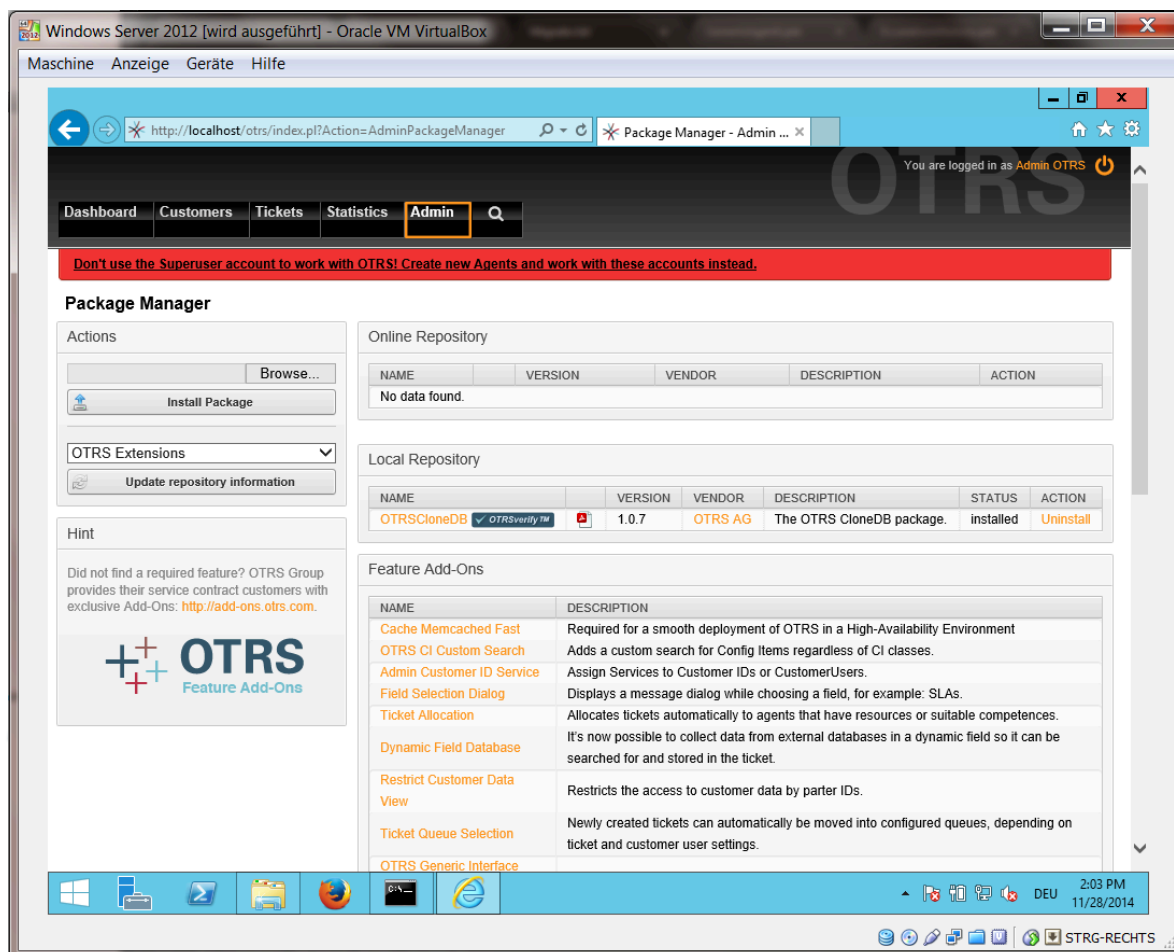 Windows Server 2012 [wird ausgeführt] - Oracle VM VirtualBox
Maschine Anzeige Geräte Hilfe
http://localhost/otrs/index.pl?Action=AdminPackageManager
Package Manager - Admin ...
OTRS
You are logged in as Admin OTRS
Dashboard Customers Tickets Statistics Admin
Don't use the Superuser account to work with OTRS! Create new Agents and work with these accounts instead.
Package Manager
Actions
Browse...
Install Package
OTRS Extensions
Update repository information
Hint
Did not find a required feature? OTRS Group
provides their service contract customers with
exclusive Add-Ons: http://add-ons.otrs.com.
OTRS
Feature Add-Ons
Online Repository
NAME VERSION VENDOR DESCRIPTION ACTION
No data found.
Local Repository
NAME VERSION VENDOR DESCRIPTION STATUS ACTION
OTRSCloneDB OTRSverify™ 1.0.7 OTRS AG The OTRS CloneDB package. installed Uninstall
Feature Add-Ons
NAME DESCRIPTION
Cache Memcached Fast Required for a smooth deployment of OTRS in a High-Availability Environment
OTRS CI Custom Search Adds a custom search for Config Items regardless of CI classes.
Admin Customer ID Service Assign Services to Customer IDs or CustomerUsers.
Field Selection Dialog Displays a message dialog while choosing a field, for example: SLAs.
Ticket Allocation Allocates tickets automatically to agents that have resources or suitable competences.
Dynamic Field Database It's now possible to collect data from external databases in a dynamic field so it can be
searched for and stored in the ticket.
Restrict Customer Data
View
Restricts the access to customer data by parter IDs.
Ticket Queue Selection Newly created tickets can automatically be moved into configured queues, depending on
ticket and customer user settings.
OTRS Generic Interface
DEU
2:03 PM
11/28/2014
STRG-RECHTS